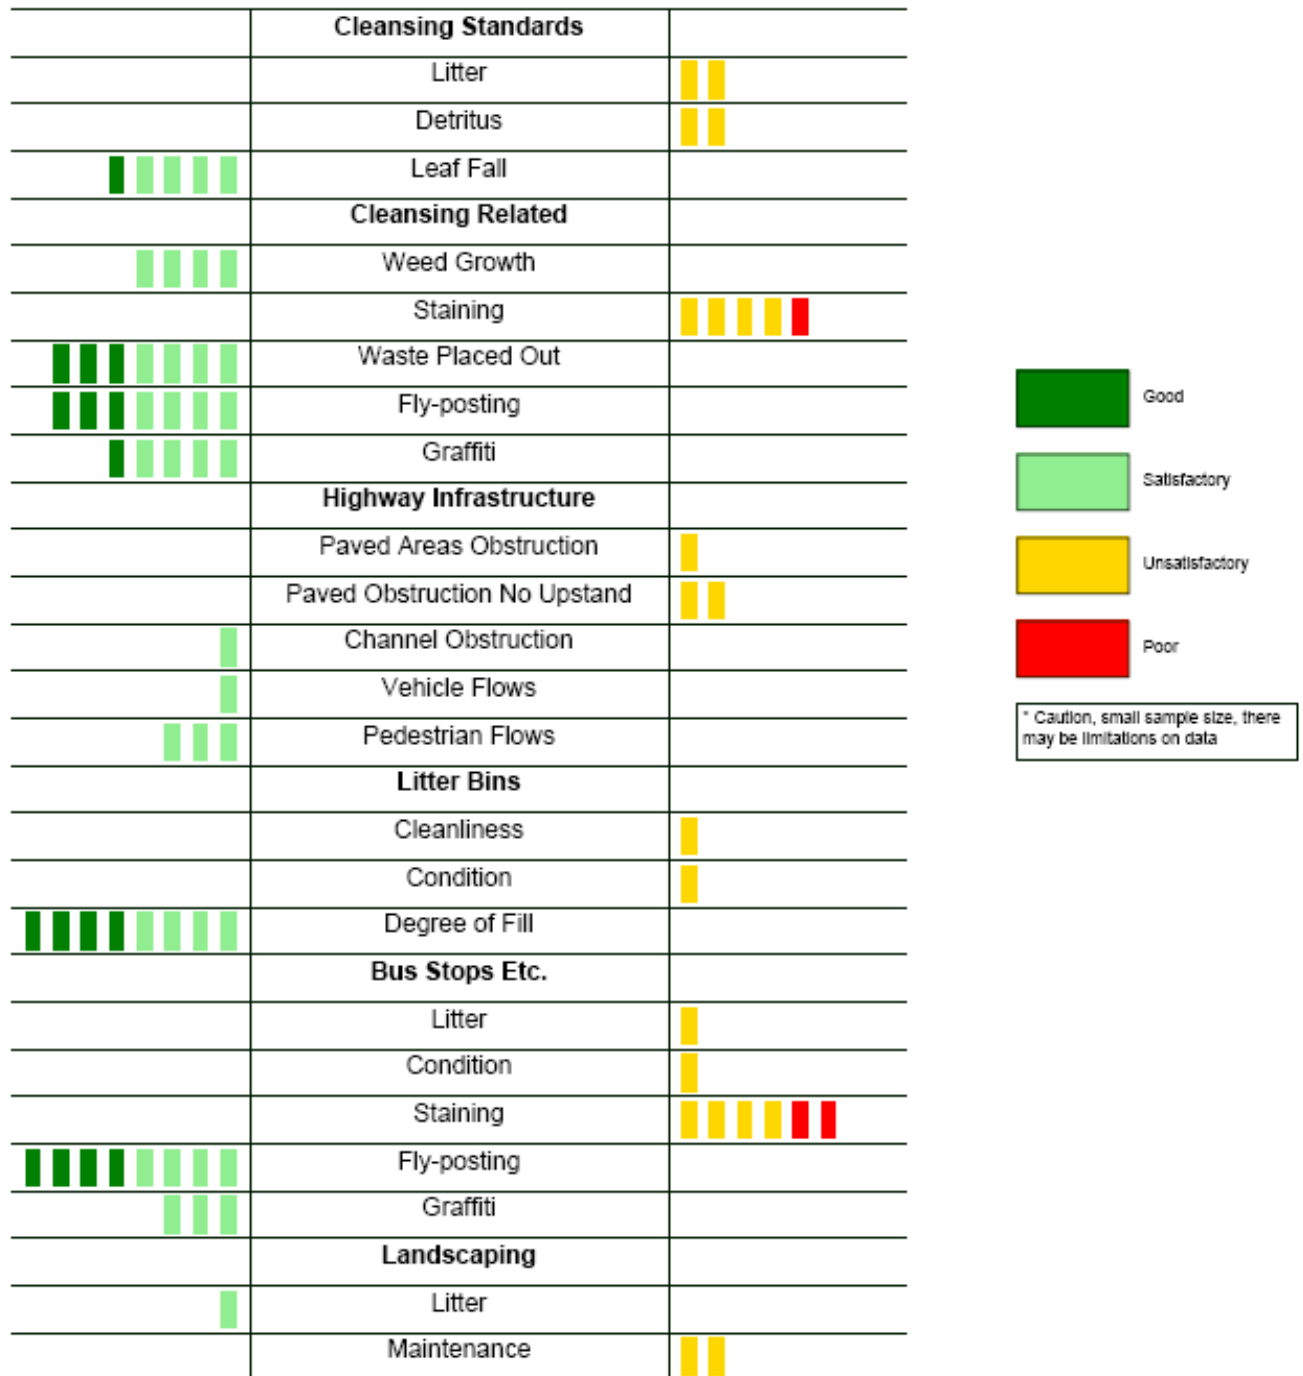 Cleansing Standards
Litter
Detritus
Leaf Fall
Cleansing Related
Weed Growth
Staining
Waste Placed Out
Fly-posting
Graffiti
Highway Infrastructure
Paved Areas Obstruction
Paved Obstruction No Upstand
Channel Obstruction
Vehicle Flows
Pedestrian Flows
Litter Bins
Cleanliness
Condition
Degree of Fill
Bus Stops Etc.
Litter
Condition
Staining
Fly-posting
Graffiti
Landscaping
Litter
Maintenance
Good
Satisfactory
Unsatisfactory
Poor
* Caution, small sample size, there
may be limitations on data